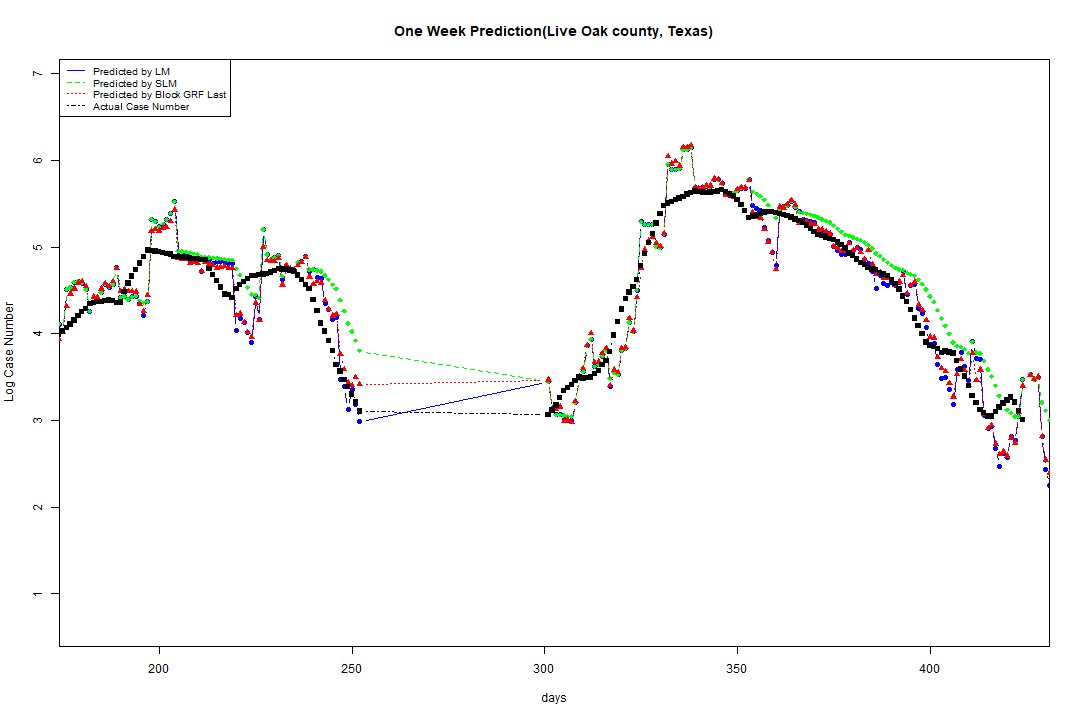 One Week Prediction(Live Oak county, Texas)
Predicted by LM
Predicted by SLM
Predicted by Block GRF Last
Actual Case Number
Log Case Number
7
6
5
4
3
2
1
200 250 300 350 400
days